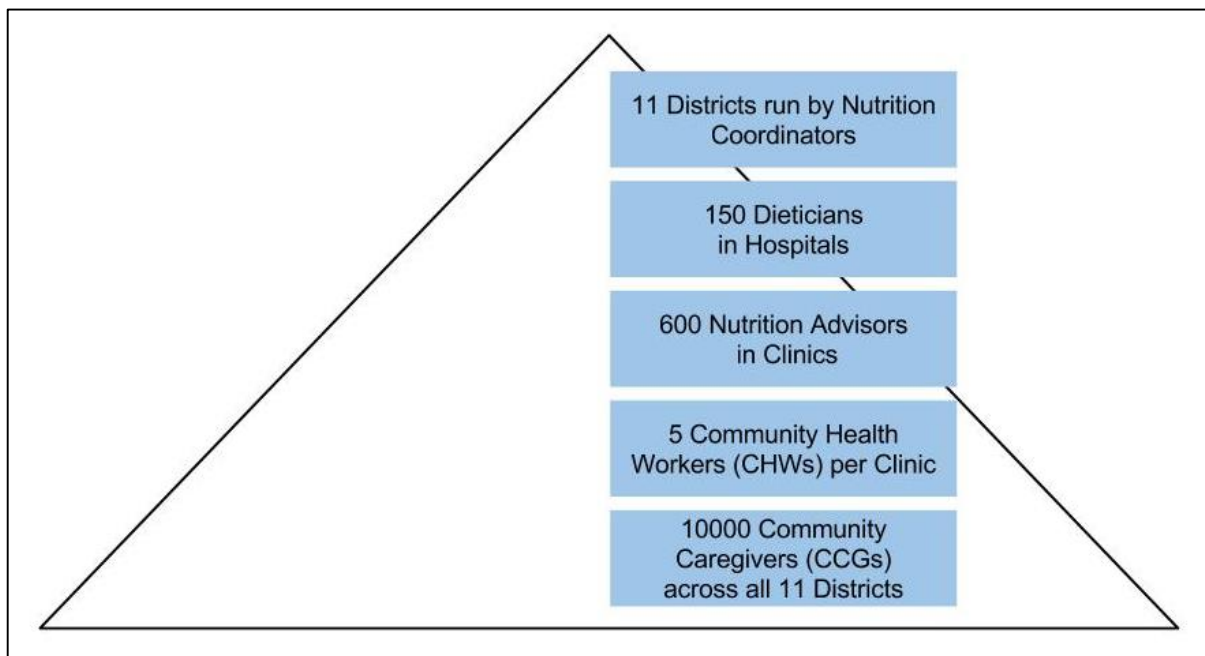 11 Districts run by Nutrition
Coordinators
150 Dieticians
in Hospitals
600 Nutrition Advisors
in Clinics
5 Community Health
Workers (CHWs) per Clinic
10000 Community
Caregivers (CCGs)
across all 11 Districts